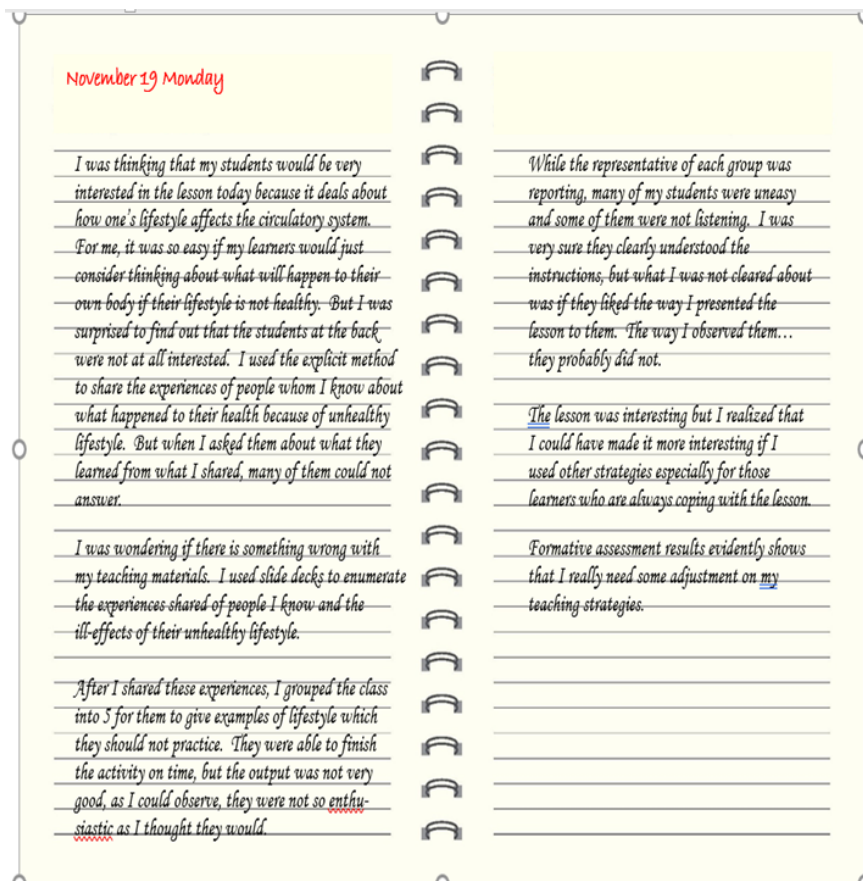 November 19 Monday
I was thinking that my students would be very
interested in the lesson today because it deals about
how one's lifestyle affects the circulatory system.
For me, it was so easy if my learners would just
consider thinking about what will happen to their
own body if their lifestyle is not healthy.  But I was
surprised to find out that the students at the back
were not at all interested.  I used the explicit method
to share the experiences of people whom I know about
what happened to their health because of unhealthy
lifestyle.  But when I asked them about what they
learned from what I shared, many of them could not
answer.
I was wondering if there is something wrong with
my teaching materials.  I used slide decks to enumerate
the experiences shared of people I know and the
ill-effects of their unhealthy lifestyle.
After I shared these experiences, I grouped the class
into 5 for them to give examples of lifestyle which
they should not practice.  They were able to finish
the activity on time, but the output was not very
good, as I could observe, they were not so enthu-
siastic as I thought they would.
While the representative of each group was
reporting, many of my students were uneasy
and some of them were not listening.  I was
very sure they clearly understood the
instructions, but what I was not cleared about
was if they liked the way I presented the
lesson to them.  The way I observed them...
they probably did not.
The lesson was interesting but I realized that
I could have made it more interesting if I
used other strategies especially for those
learners who are always coping with the lesson.
Formative assessment results evidently shows
that I really need some adjustment on my
teaching strategies.